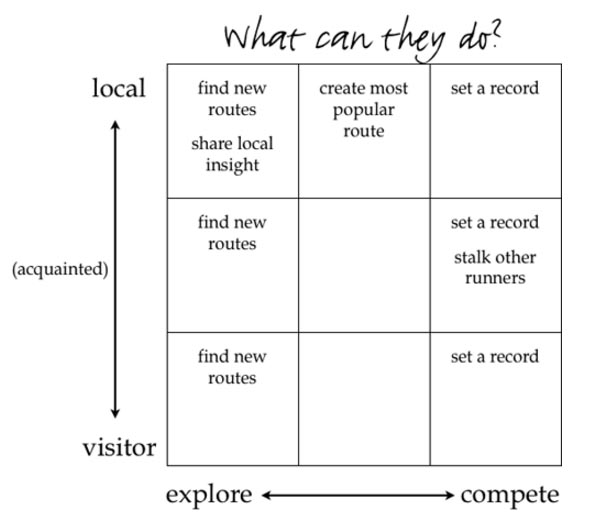 What can they do?
local
find new
routes
share local
insight
create most
popular
route
set a record
(acquainted)
find new
routes
set a record
stalk other
runners
find new
routes
set a record
visitor
explore
compete